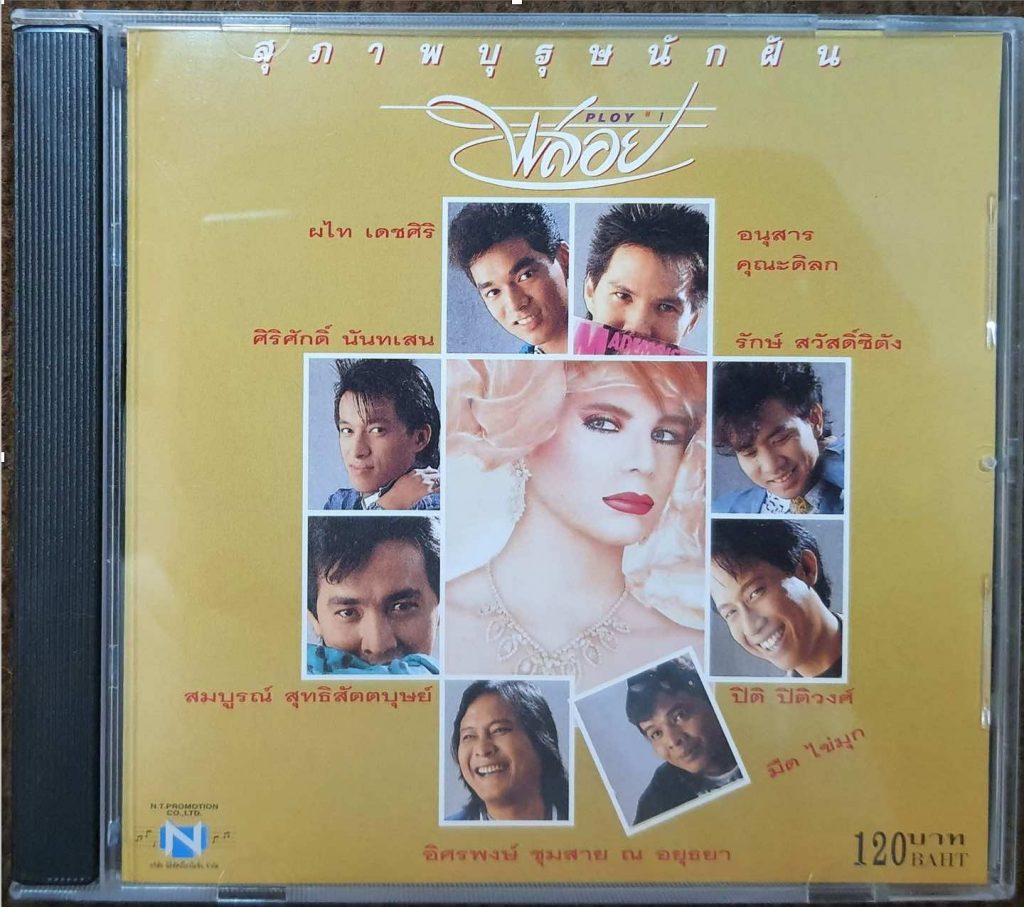 สุภาพบุรุษนักฝัน
PLOY # 1
พลอย
ผไท เดชศิริ
อนุสาร
คุณะดิลก
ศิริศักดิ์ นันทเสน
รักษ์ สวัสดิ์ชิตัง
MADEMOIS
สมบูรณ์ สุทธิสัตตบุษย์
ปิติ ปิติวงศ์
มืด ไข่มุก
อิศรพงษ์ ชุมสาย ณ อยุธยา
N.T.PROMOTION
CO.,LTD.
N
120 บาท
BAHT